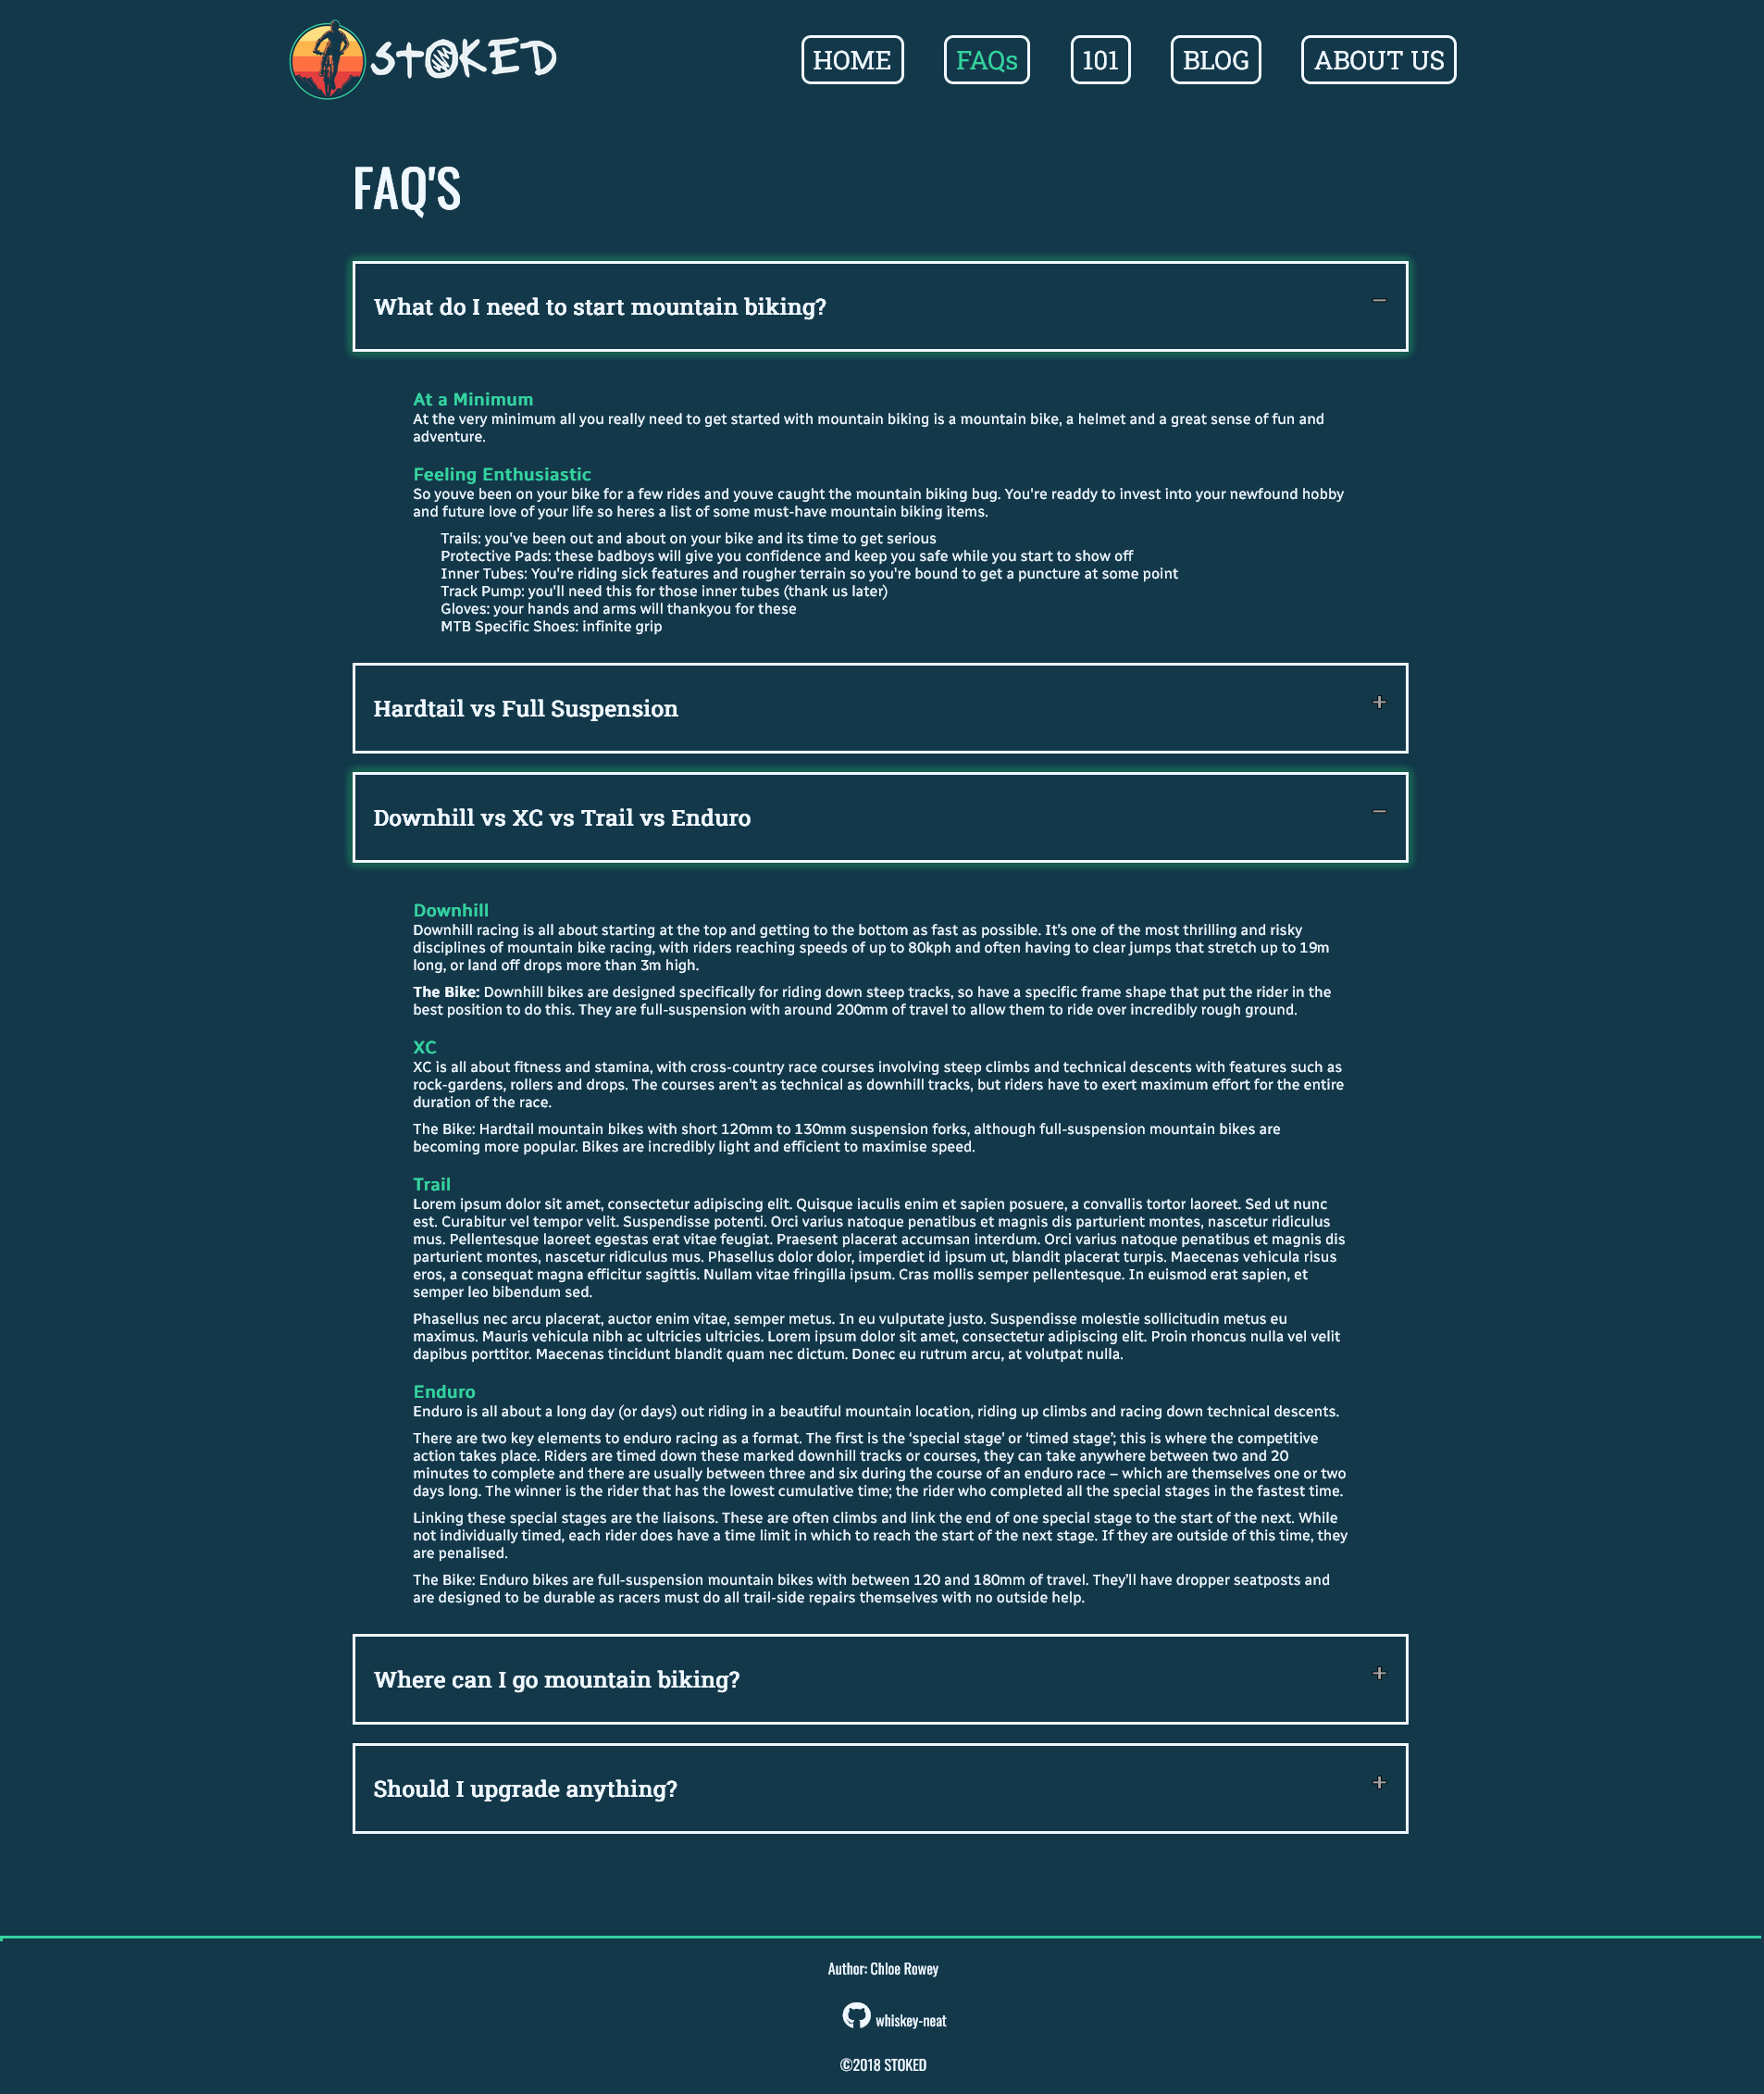 STOKED
HOME
FAQs
101
BLOG
ABOUT US
FAQ'S
What do I need to start mountain biking?
–
At a Minimum
At the very minimum all you really need to get started with mountain biking is a mountain bike, a helmet and a great sense of fun and
adventure.
Feeling Enthusiastic
So youve been on your bike for a few rides and youve caught the mountain biking bug. You're readdy to invest into your newfound hobby
and future love of your life so heres a list of some must-have mountain biking items.
Trails: you've been out and about on your bike and its time to get serious
Protective Pads: these badboys will give you confidence and keep you safe while you start to show off
Inner Tubes: You're riding sick features and rougher terrain so you're bound to get a puncture at some point
Track Pump: you'll need this for those inner tubes (thank us later)
Gloves: your hands and arms will thankyou for these
MTB Specific Shoes: infinite grip
Hardtail vs Full Suspension
+
Downhill vs XC vs Trail vs Enduro
–
Downhill
Downhill racing is all about starting at the top and getting to the bottom as fast as possible. It's one of the most thrilling and risky
disciplines of mountain bike racing, with riders reaching speeds of up to 80kph and often having to clear jumps that stretch up to 19m
long, or land off drops more than 3m high.
The Bike: Downhill bikes are designed specifically for riding down steep tracks, so have a specific frame shape that put the rider in the
best position to do this. They are full-suspension with around 200mm of travel to allow them to ride over incredibly rough ground.
XC
XC is all about fitness and stamina, with cross-country race courses involving steep climbs and technical descents with features such as
rock-gardens, rollers and drops. The courses aren't as technical as downhill tracks, but riders have to exert maximum effort for the entire
duration of the race.
The Bike: Hardtail mountain bikes with short 120mm to 130mm suspension forks, although full-suspension mountain bikes are
becoming more popular. Bikes are incredibly light and efficient to maximise speed.
Trail
Lorem ipsum dolor sit amet, consectetur adipiscing elit. Quisque iaculis enim et sapien posuere, a convallis tortor laoreet. Sed ut nunc
est. Curabitur vel tempor velit. Suspendisse potenti. Orci varius natoque penatibus et magnis dis parturient montes, nascetur ridiculus
mus. Pellentesque laoreet egestas erat vitae feugiat. Praesent placerat accumsan interdum. Orci varius natoque penatibus et magnis dis
parturient montes, nascetur ridiculus mus. Phasellus dolor dolor, imperdiet id ipsum ut, blandit placerat turpis. Maecenas vehicula risus
eros, a consequat magna efficitur sagittis. Nullam vitae fringilla ipsum. Cras mollis semper pellentesque. In euismod erat sapien, et
semper leo bibendum sed.
Phasellus nec arcu placerat, auctor enim vitae, semper metus. In eu vulputate justo. Suspendisse molestie sollicitudin metus eu
maximus. Mauris vehicula nibh ac ultricies ultricies. Lorem ipsum dolor sit amet, consectetur adipiscing elit. Proin rhoncus nulla vel velit
dapibus porttitor. Maecenas tincidunt blandit quam nec dictum. Donec eu rutrum arcu, at volutpat nulla.
Enduro
Enduro is all about a long day (or days) out riding in a beautiful mountain location, riding up climbs and racing down technical descents.
There are two key elements to enduro racing as a format. The first is the ‘special stage’ or ‘timed stage’; this is where the competitive
action takes place. Riders are timed down these marked downhill tracks or courses, they can take anywhere between two and 20
minutes to complete and there are usually between three and six during the course of an enduro race – which are themselves one or two
days long. The winner is the rider that has the lowest cumulative time; the rider who completed all the special stages in the fastest time.
Linking these special stages are the liaisons. These are often climbs and link the end of one special stage to the start of the next. While
not individually timed, each rider does have a time limit in which to reach the start of the next stage. If they are outside of this time, they
are penalised.
The Bike: Enduro bikes are full-suspension mountain bikes with between 120 and 180mm of travel. They'll have dropper seatposts and
are designed to be durable as racers must do all trail-side repairs themselves with no outside help.
Where can I go mountain biking?
+
Should I upgrade anything?
+
Author: Chloe Rowey
whiskey-neat
©2018 STOKED